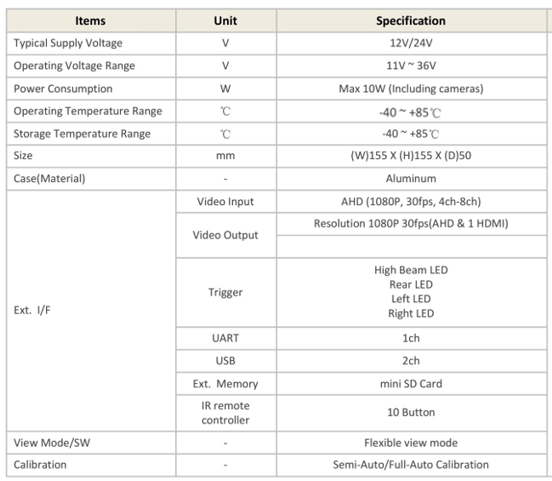 Items Unit Specification
Typical Supply Voltage V 12V/24V
Operating Voltage Range V 11V ~ 36V
Power Consumption W Max 10W (Including cameras)
Operating Temperature Range ℃ -40 ~ +85℃
Storage Temperature Range ℃ -40 ~ +85℃
Size mm (W)155 X (H)155 X (D)50
Case(Material) - Aluminum
Ext. I/F
Video Input AHD (1080P, 30fps, 4ch-8ch)
Video Output Resolution 1080P 30fps(AHD & 1 HDMI)
Trigger
High Beam LED
Rear LED
Left LED
Right LED
UART 1ch
USB 2ch
Ext. Memory mini SD Card
IR remote
controller
10 Button
View Mode/SW - Flexible view mode
Calibration - Semi-Auto/Full-Auto Calibration